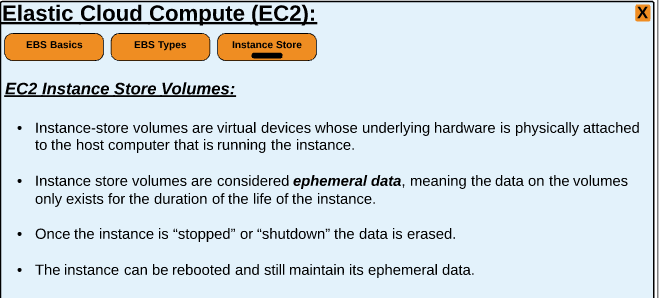 Elastic Cloud Compute (EC2):
X
EBS Basics
EBS Types
Instance Store
EC2 Instance Store Volumes:
• Instance-store volumes are virtual devices whose underlying hardware is physically attached
to the host computer that is running the instance.
• Instance store volumes are considered ephemeral data, meaning the data on the volumes
only exists for the duration of the life of the instance.
• Once the instance is “stopped” or “shutdown” the data is erased.
• The instance can be rebooted and still maintain its ephemeral data.